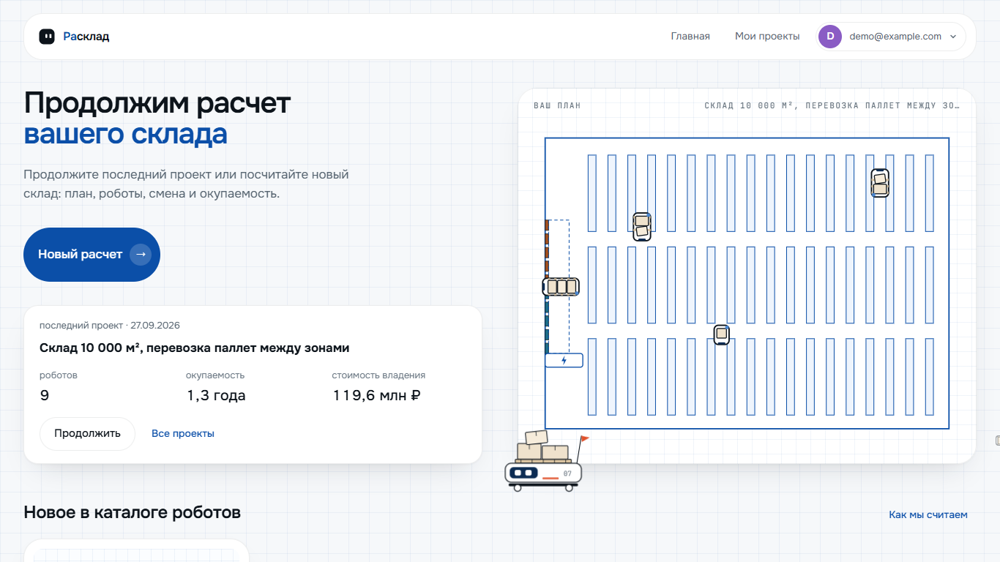 Расклад
Главная
Мои проекты
D
demo@example.com
Продолжим расчет
вашего склада
Продолжите последний проект или посчитайте новый
склад: план, роботы, смена и окупаемость.
Новый расчет →
последний проект · 27.09.2026
Склад 10 000 м², перевозка паллет между зонами
роботов
окупаемость
стоимость владения
9
1,3 года
119,6 млн ₽
Продолжить
Все проекты
ВАШ ПЛАН
СКЛАД 10 000 М², ПЕРЕВОЗКА ПАЛЛЕТ МЕЖДУ ЗО…
07
Новое в каталоге роботов
Как мы считаем